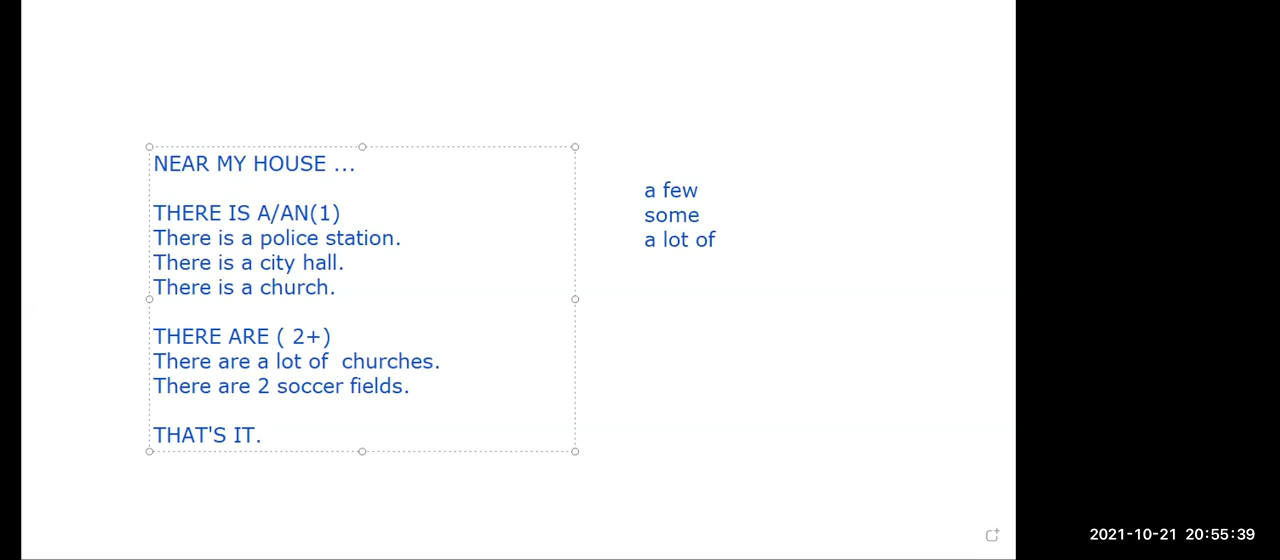 NEAR MY HOUSE ...
THERE IS A/AN(1)
There is a police station.
There is a city hall.
There is a church.
THERE ARE ( 2+)
There are a lot of  churches.
There are 2 soccer fields.
THAT'S IT.
a few
some
a lot of
2021-10-21 20:55:39